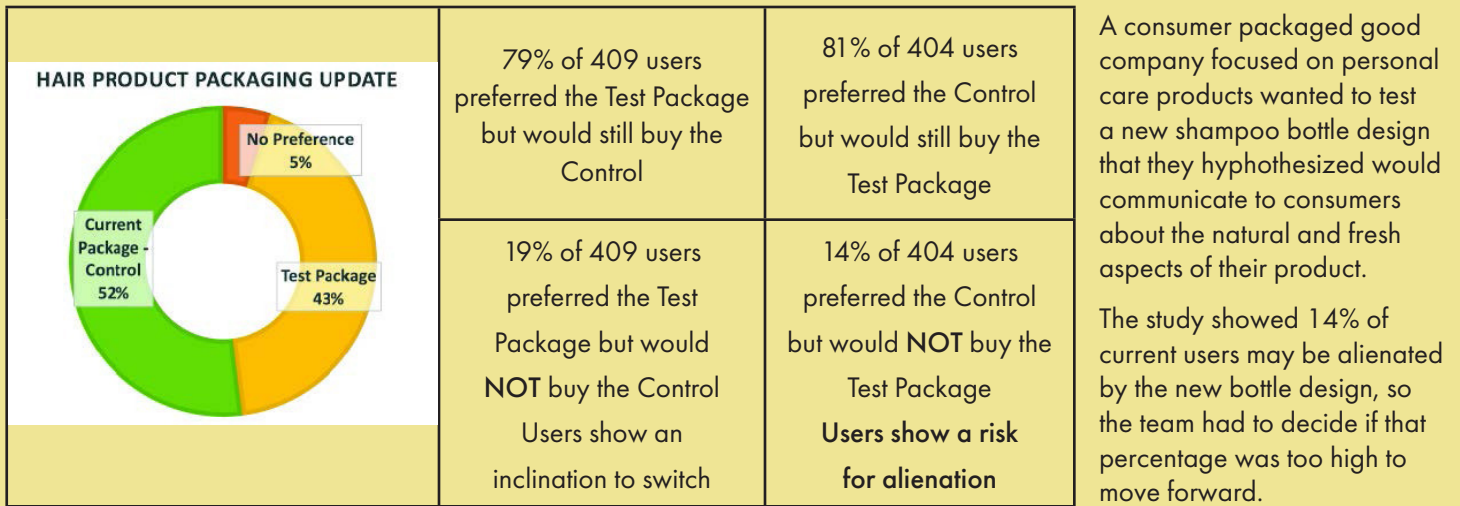 HAIR PRODUCT PACKAGING UPDATE
No Preference
5%
Current
Package -
Control
52%
Test Package
43%
79% of 409 users
preferred the Test Package
but would still buy the
Control
81% of 404 users
preferred the Control
but would still buy the
Test Package
19% of 409 users
preferred the Test
Package but would
NOT buy the Control
Users show an
inclination to switch
14% of 404 users
preferred the Control
but would NOT buy the
Test Package
Users show a risk
for alienation
A consumer packaged good
company focused on personal
care products wanted to test
a new shampoo bottle design
that they hyphothesized would
communicate to consumers
about the natural and fresh
aspects of their product.
The study showed 14% of
current users may be alienated
by the new bottle design, so
the team had to decide if that
percentage was too high to
move forward.